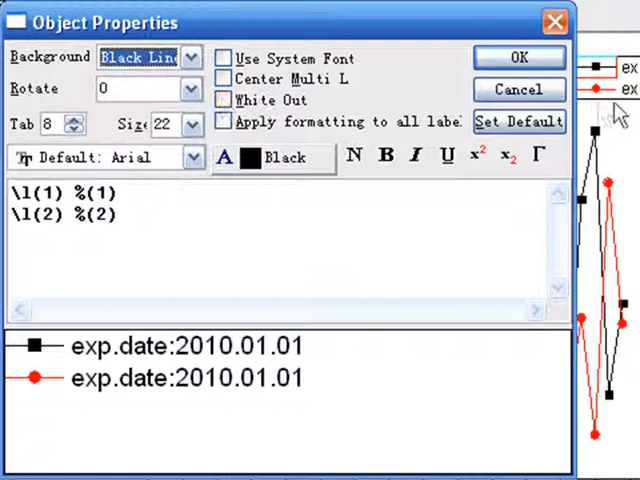 Object Properties
Background Black Line Use System Font OK
Center Multi L
Rotate 0 Cancel
White Out
Tab 8 Size 22 Apply formatting to all label Set Default
Default: Arial A Black N B I U x² x₂ Γ
\l(1) %(1)
\l(2) %(2)
exp.date:2010.01.01
exp.date:2010.01.01
ex
ex